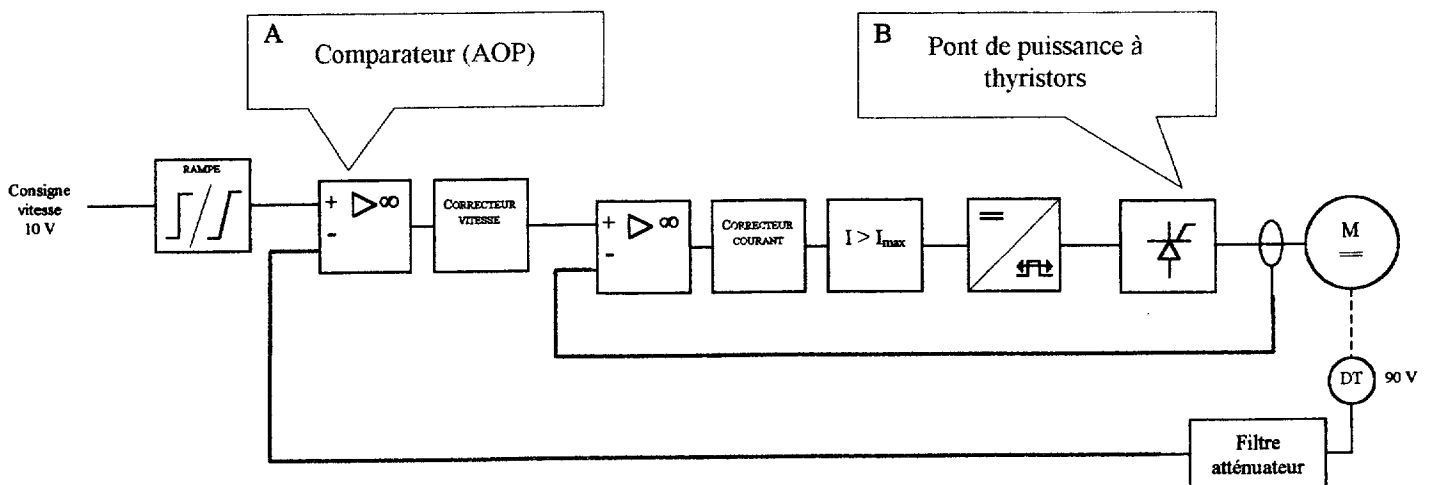 A
Comparateur (AOP)
B
Pont de puissance à
thyristors
Consigne
vitesse
10 V
RAMPE
+
-
∞
CORRECTEUR
VITESSE
+
-
∞
CORRECTEUR
COURANT
I > Imax
M
DT
90 V
Filtre
atténuateur